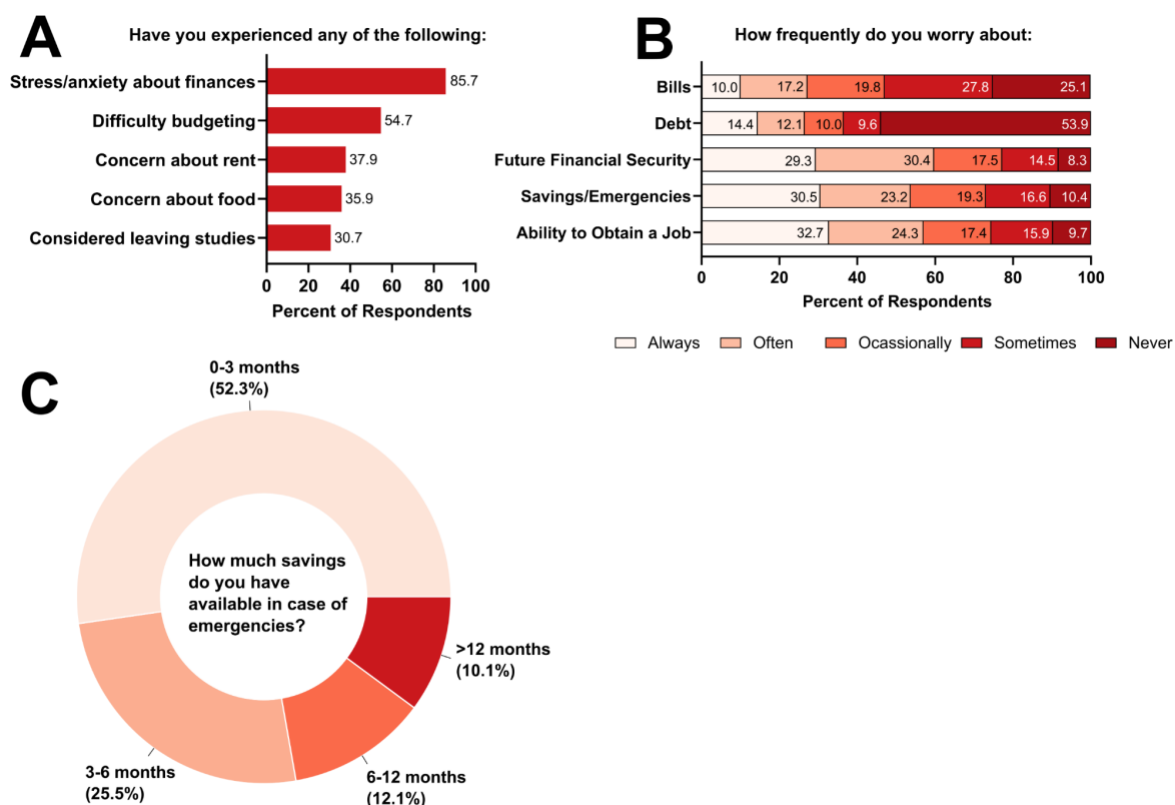 A
Have you experienced any of the following:
Stress/anxiety about finances 85.7
Difficulty budgeting 54.7
Concern about rent 37.9
Concern about food 35.9
Considered leaving studies 30.7
0 20 40 60 80 100
Percent of Respondents
B
How frequently do you worry about:
Bills 10.0 17.2 19.8 27.8 25.1
Debt 14.4 12.1 10.0 9.6 53.9
Future Financial Security 29.3 30.4 17.5 14.5 8.3
Savings/Emergencies 30.5 23.2 19.3 16.6 10.4
Ability to Obtain a Job 32.7 24.3 17.4 15.9 9.7
0 20 40 60 80 100
Percent of Respondents
Always Often Ocassionally Sometimes Never
C
0-3 months
(52.3%)
How much savings
do you have
available in case of
emergencies?
>12 months
(10.1%)
3-6 months
(25.5%)
6-12 months
(12.1%)